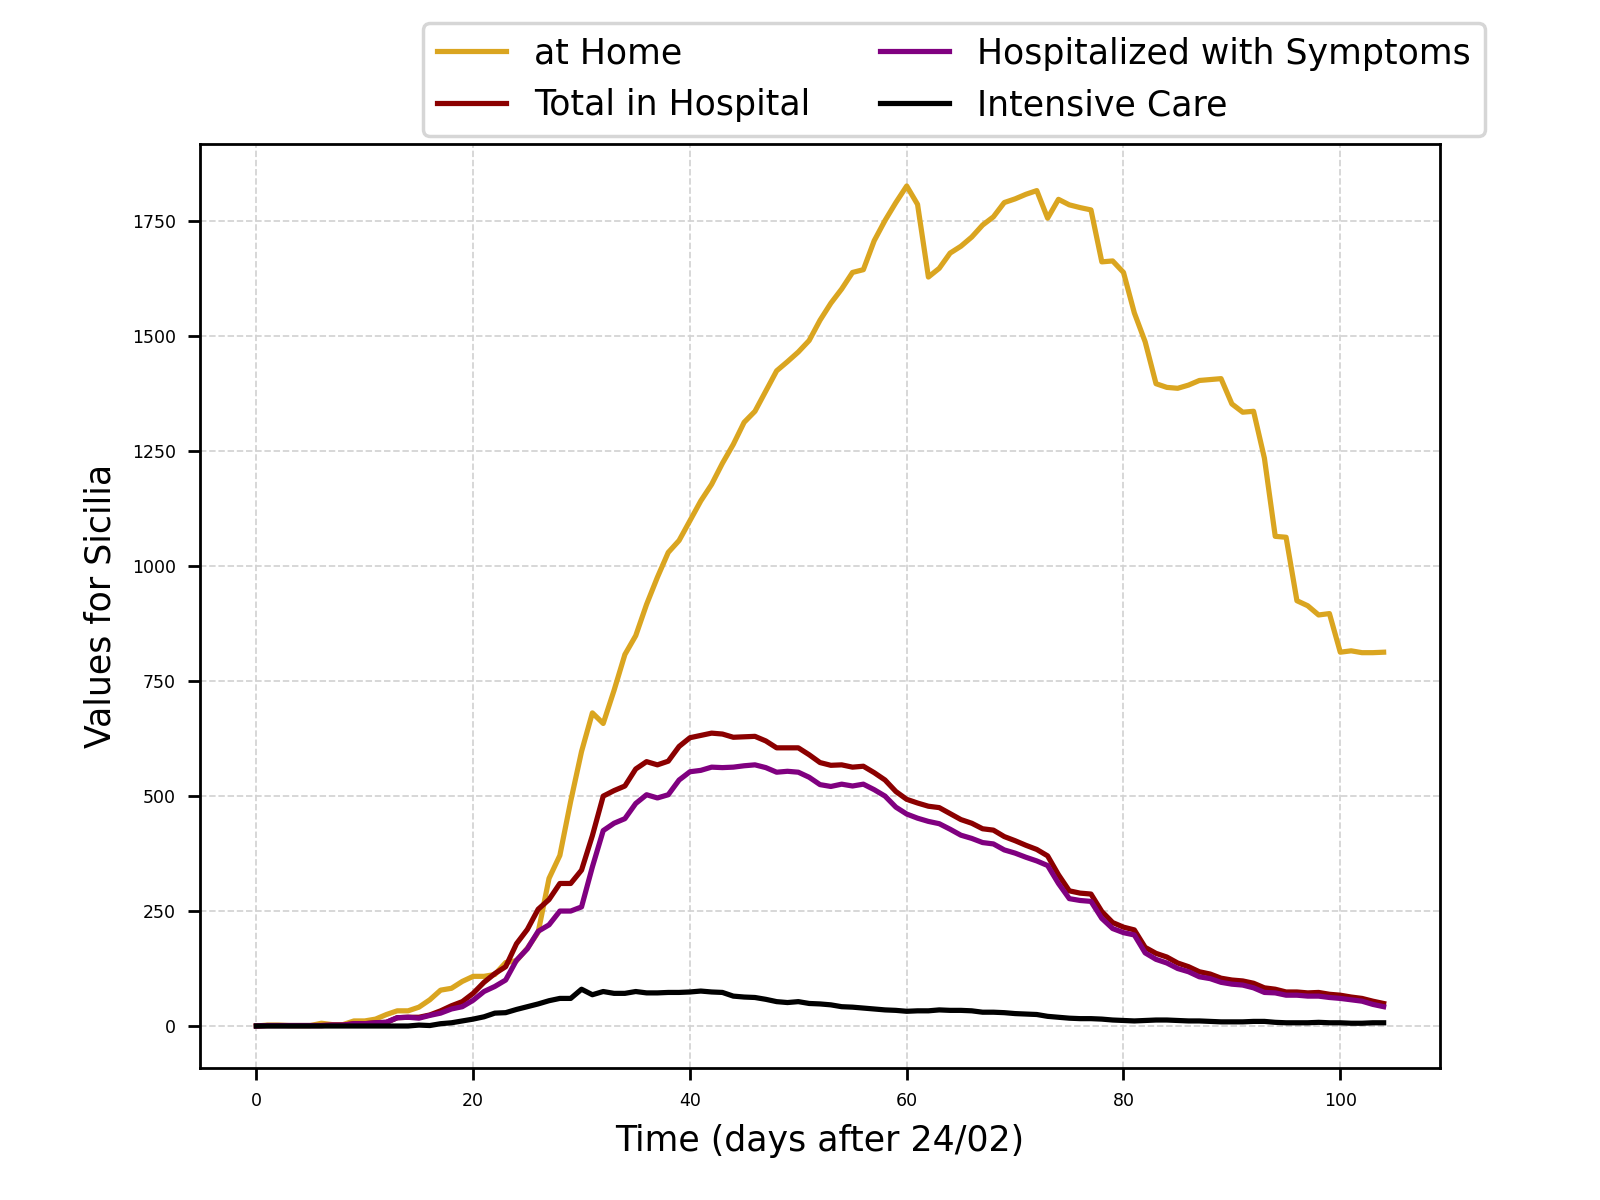 at Home
Total in Hospital
Hospitalized with Symptoms
Intensive Care
Values for Sicilia
1750
1500
1250
1000
750
500
250
0
0 20 40 60 80 100
Time (days after 24/02)